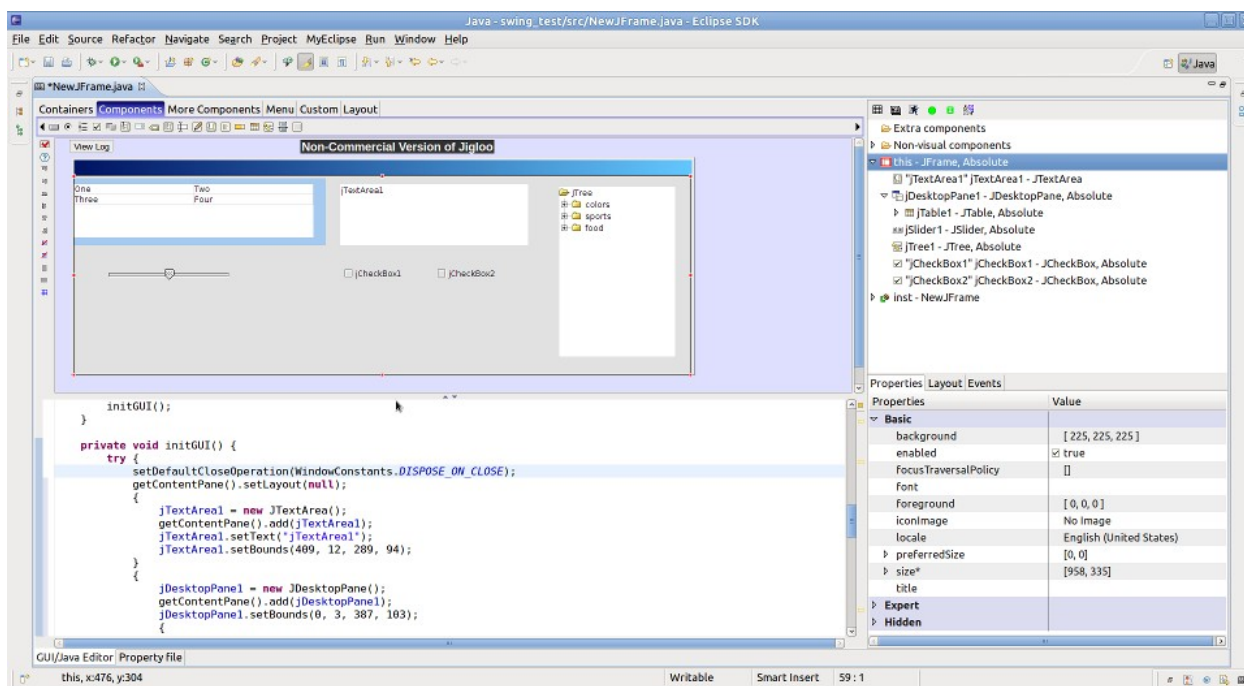 Java - swing_test/src/NewJFrame.java - Eclipse SDK
File Edit Source Refactor Navigate Search Project MyEclipse Run Window Help
Java
*NewJFrame.java
Containers Components More Components Menu Custom Layout
View Log
Non-Commercial Version of Jigloo
One Two
Three Four
jTextArea1
JTree
colors
sports
food
jCheckBox1 jCheckBox2
initGUI();
}
private void initGUI() {
try {
setDefaultCloseOperation(WindowConstants.DISPOSE_ON_CLOSE);
getContentPane().setLayout(null);
{
jTextArea1 = new JTextArea();
getContentPane().add(jTextArea1);
jTextArea1.setText("jTextArea1");
jTextArea1.setBounds(409, 12, 289, 94);
}
{
jDesktopPane1 = new JDesktopPane();
getContentPane().add(jDesktopPane1);
jDesktopPane1.setBounds(0, 3, 387, 103);
{
GUI/Java Editor Property file
Extra components
Non-visual components
this - JFrame, Absolute
"jTextArea1" jTextArea1 - JTextArea
jDesktopPane1 - JDesktopPane, Absolute
jTable1 - JTable, Absolute
jSlider1 - JSlider, Absolute
jTree1 - JTree, Absolute
"jCheckBox1" jCheckBox1 - JCheckBox, Absolute
"jCheckBox2" jCheckBox2 - JCheckBox, Absolute
inst - NewJFrame
Properties Layout Events
Properties Value
Basic
background [ 225, 225, 225 ]
enabled true
focusTraversalPolicy []
font
foreground [ 0, 0, 0 ]
iconImage No Image
locale English (United States)
preferredSize [0, 0]
size* [958, 335]
title
Expert
Hidden
this, x:476, y:304 Writable Smart Insert 59 : 1